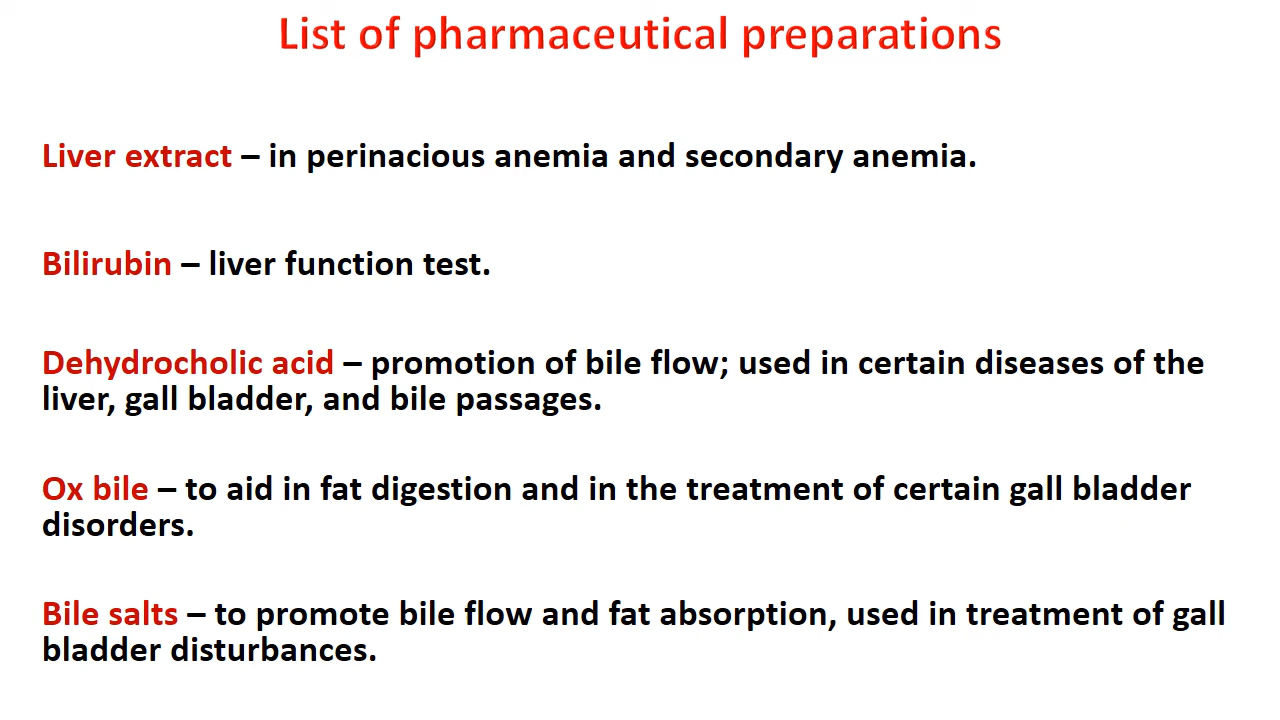 List of pharmaceutical preparations
Liver extract – in perinacious anemia and secondary anemia.
Bilirubin – liver function test.
Dehydrocholic acid – promotion of bile flow; used in certain diseases of the
liver, gall bladder, and bile passages.
Ox bile – to aid in fat digestion and in the treatment of certain gall bladder
disorders.
Bile salts – to promote bile flow and fat absorption, used in treatment of gall
bladder disturbances.